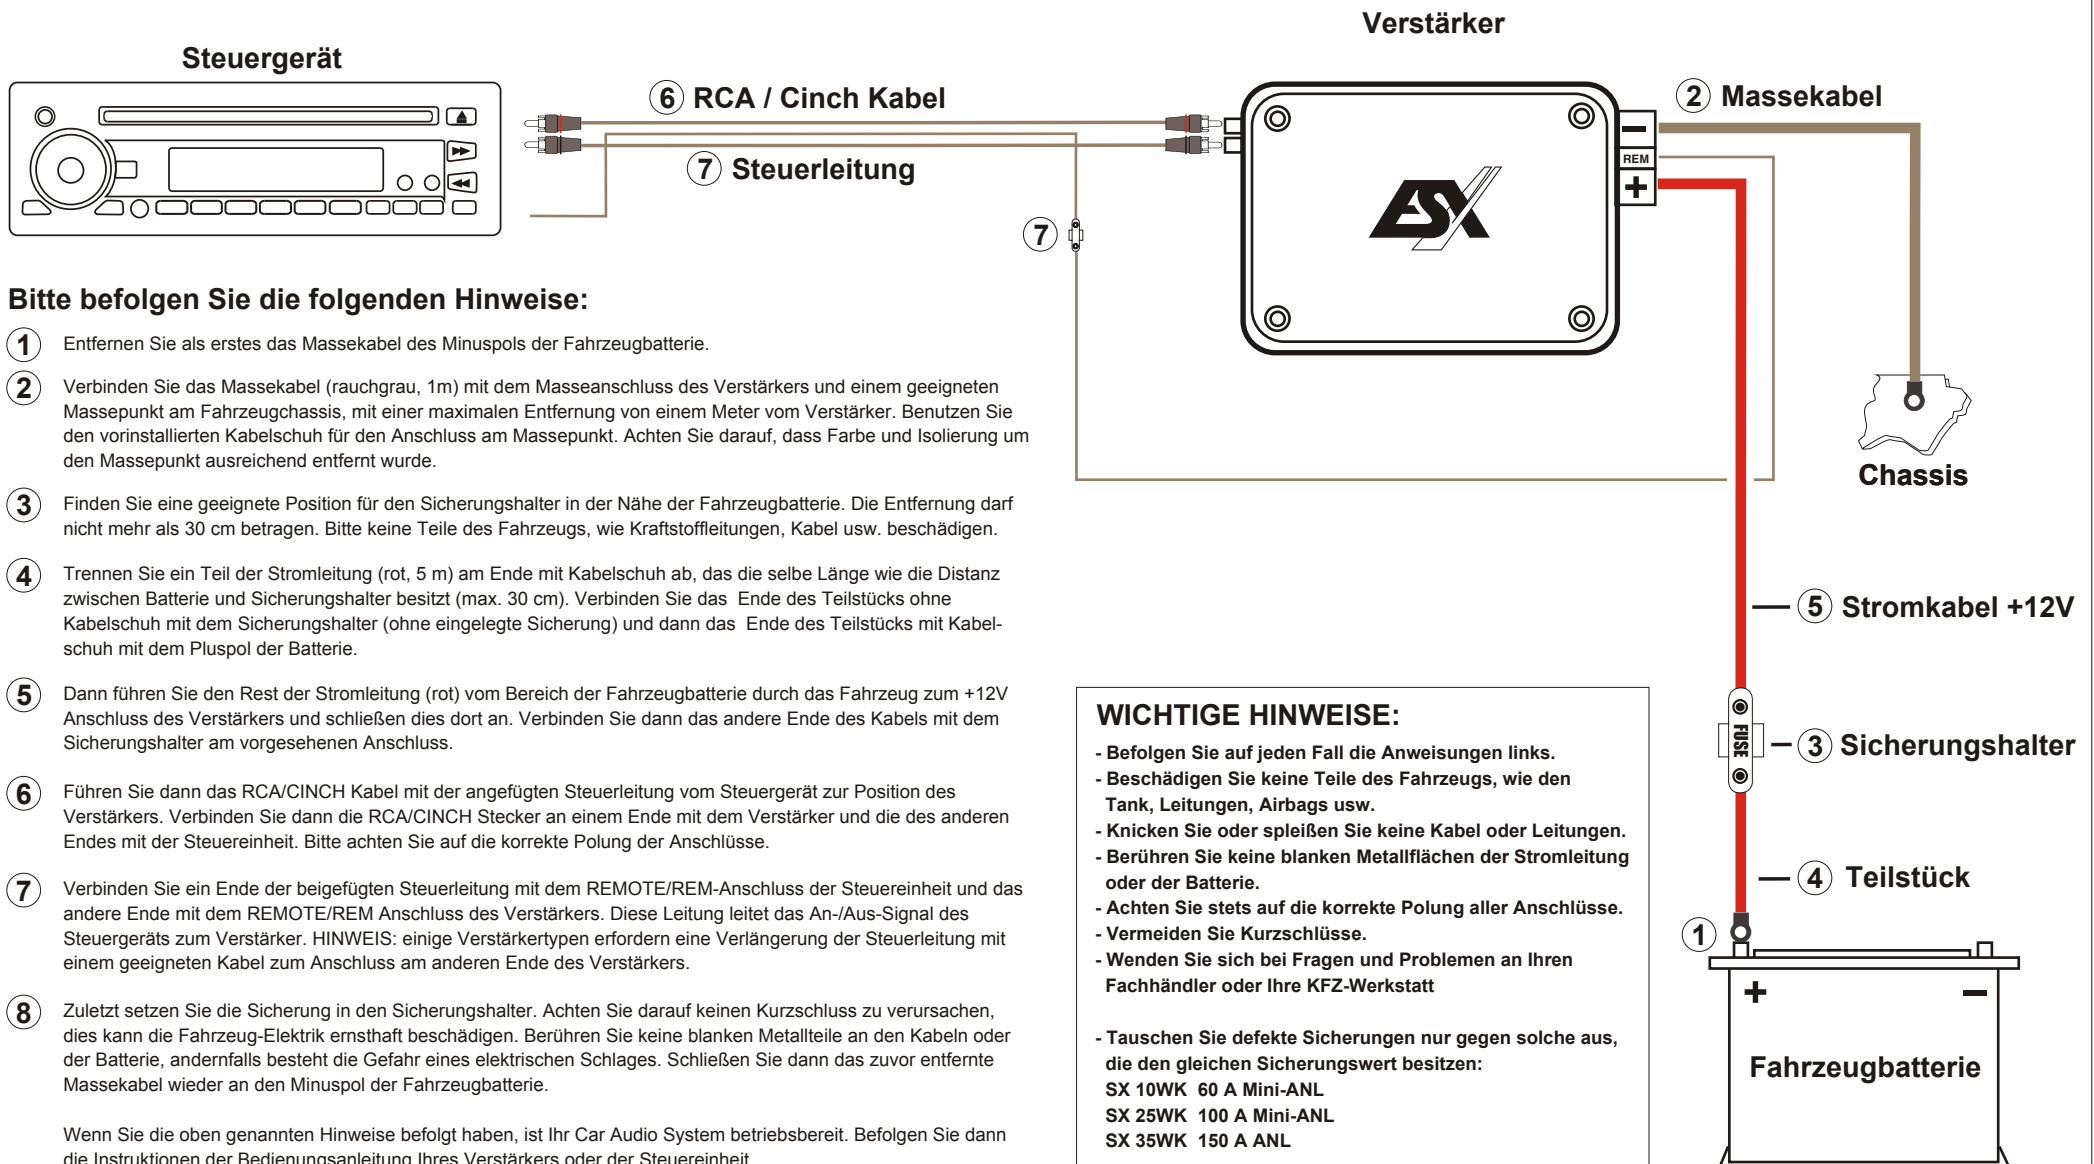 Verstärker
Steuergerät
6 RCA / Cinch Kabel
2 Massekabel
7 Steuerleitung
REM
ESX
7
Chassis
Bitte befolgen Sie die folgenden Hinweise:
1 Entfernen Sie als erstes das Massekabel des Minuspols der Fahrzeugbatterie.
2 Verbinden Sie das Massekabel (rauchgrau, 1m) mit dem Masseanschluss des Verstärkers und einem geeigneten
Massepunkt am Fahrzeugchassis, mit einer maximalen Entfernung von einem Meter vom Verstärker. Benutzen Sie
den vorinstallierten Kabelschuh für den Anschluss am Massepunkt. Achten Sie darauf, dass Farbe und Isolierung um
den Massepunkt ausreichend entfernt wurde.
3 Finden Sie eine geeignete Position für den Sicherungshalter in der Nähe der Fahrzeugbatterie. Die Entfernung darf
nicht mehr als 30 cm betragen. Bitte keine Teile des Fahrzeugs, wie Kraftstoffleitungen, Kabel usw. beschädigen.
4 Trennen Sie ein Teil der Stromleitung (rot, 5 m) am Ende mit Kabelschuh ab, das die selbe Länge wie die Distanz
zwischen Batterie und Sicherungshalter besitzt (max. 30 cm). Verbinden Sie das Ende des Teilstücks ohne
Kabelschuh mit dem Sicherungshalter (ohne eingelegte Sicherung) und dann das Ende des Teilstücks mit Kabel-
schuh mit dem Pluspol der Batterie.
5 Dann führen Sie den Rest der Stromleitung (rot) vom Bereich der Fahrzeugbatterie durch das Fahrzeug zum +12V
Anschluss des Verstärkers und schließen dies dort an. Verbinden Sie dann das andere Ende des Kabels mit dem
Sicherungshalter am vorgesehenen Anschluss.
6 Führen Sie dann das RCA/CINCH Kabel mit der angefügten Steuerleitung vom Steuergerät zur Position des
Verstärkers. Verbinden Sie dann die RCA/CINCH Stecker an einem Ende mit dem Verstärker und die des anderen
Endes mit der Steuereinheit. Bitte achten Sie auf die korrekte Polung der Anschlüsse.
7 Verbinden Sie ein Ende der beigefügten Steuerleitung mit dem REMOTE/REM-Anschluss der Steuereinheit und das
andere Ende mit dem REMOTE/REM Anschluss des Verstärkers. Diese Leitung leitet das An-/Aus-Signal des
Steuergeräts zum Verstärker. HINWEIS: einige Verstärkertypen erfordern eine Verlängerung der Steuerleitung mit
einem geeigneten Kabel zum Anschluss am anderen Ende des Verstärkers.
8 Zuletzt setzen Sie die Sicherung in den Sicherungshalter. Achten Sie darauf keinen Kurzschluss zu verursachen,
dies kann die Fahrzeug-Elektrik ernsthaft beschädigen. Berühren Sie keine blanken Metallteile an den Kabeln oder
der Batterie, andernfalls besteht die Gefahr eines elektrischen Schlages. Schließen Sie dann das zuvor entfernte
Massekabel wieder an den Minuspol der Fahrzeugbatterie.
Wenn Sie die oben genannten Hinweise befolgt haben, ist Ihr Car Audio System betriebsbereit. Befolgen Sie dann
die Instruktionen der Bedienungsanleitung Ihres Verstärkers oder der Steuereinheit
WICHTIGE HINWEISE:
- Befolgen Sie auf jeden Fall die Anweisungen links.
- Beschädigen Sie keine Teile des Fahrzeugs, wie den
Tank, Leitungen, Airbags usw.
- Knicken Sie oder spleißen Sie keine Kabel oder Leitungen.
- Berühren Sie keine blanken Metallflächen der Stromleitung
oder der Batterie.
- Achten Sie stets auf die korrekte Polung aller Anschlüsse.
- Vermeiden Sie Kurzschlüsse.
- Wenden Sie sich bei Fragen und Problemen an Ihren
Fachhändler oder Ihre KFZ-Werkstatt
- Tauschen Sie defekte Sicherungen nur gegen solche aus,
die den gleichen Sicherungswert besitzen:
SX 10WK 60 A Mini-ANL
SX 25WK 100 A Mini-ANL
SX 35WK 150 A ANL
5 Stromkabel +12V
FUSE
3 Sicherungshalter
4 Teilstück
1
+ −
Fahrzeugbatterie